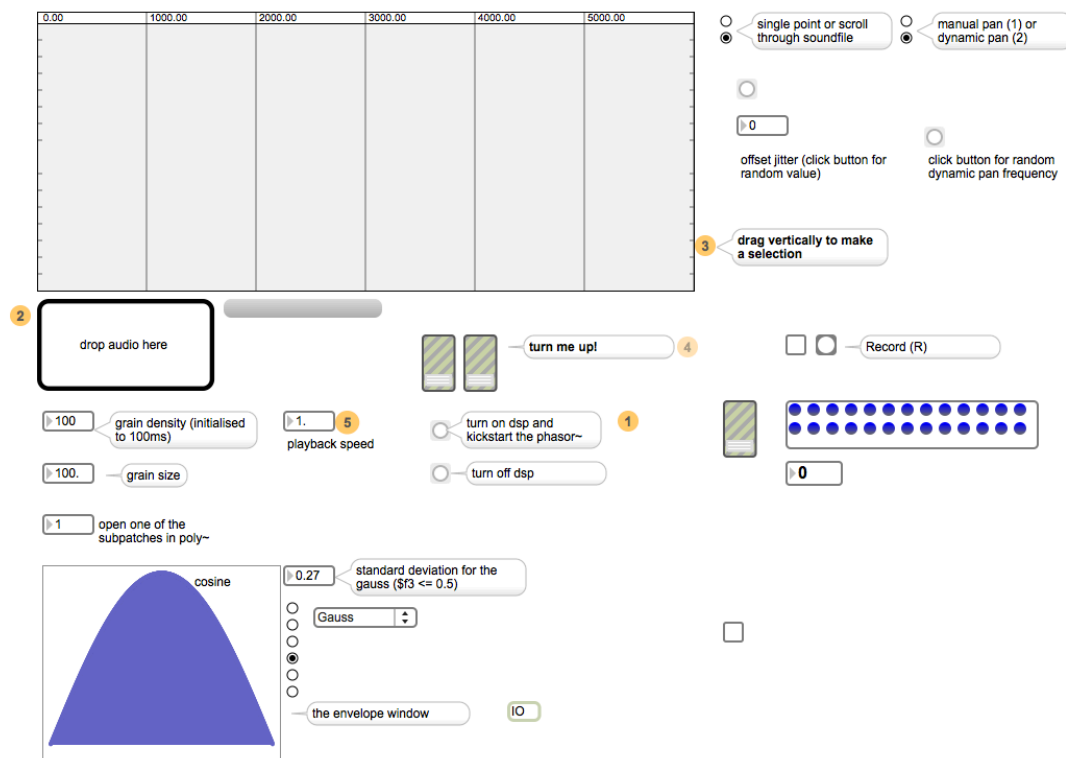 0.00 1000.00 2000.00 3000.00 4000.00 5000.00
single point or scroll
through soundfile
manual pan (1) or
dynamic pan (2)
0
offset jitter (click button for
random value)
click button for random
dynamic pan frequency
3
drag vertically to make
a selection
2
drop audio here
turn me up!
4
Record (R)
100
grain density (initialised
to 100ms)
1.
5
playback speed
turn on dsp and
kickstart the phasor~
1
100.
grain size
turn off dsp
0
1
open one of the
subpatches in poly~
cosine
0.27
standard deviation for the
gauss ($f3 <= 0.5)
Gauss
the envelope window
IO